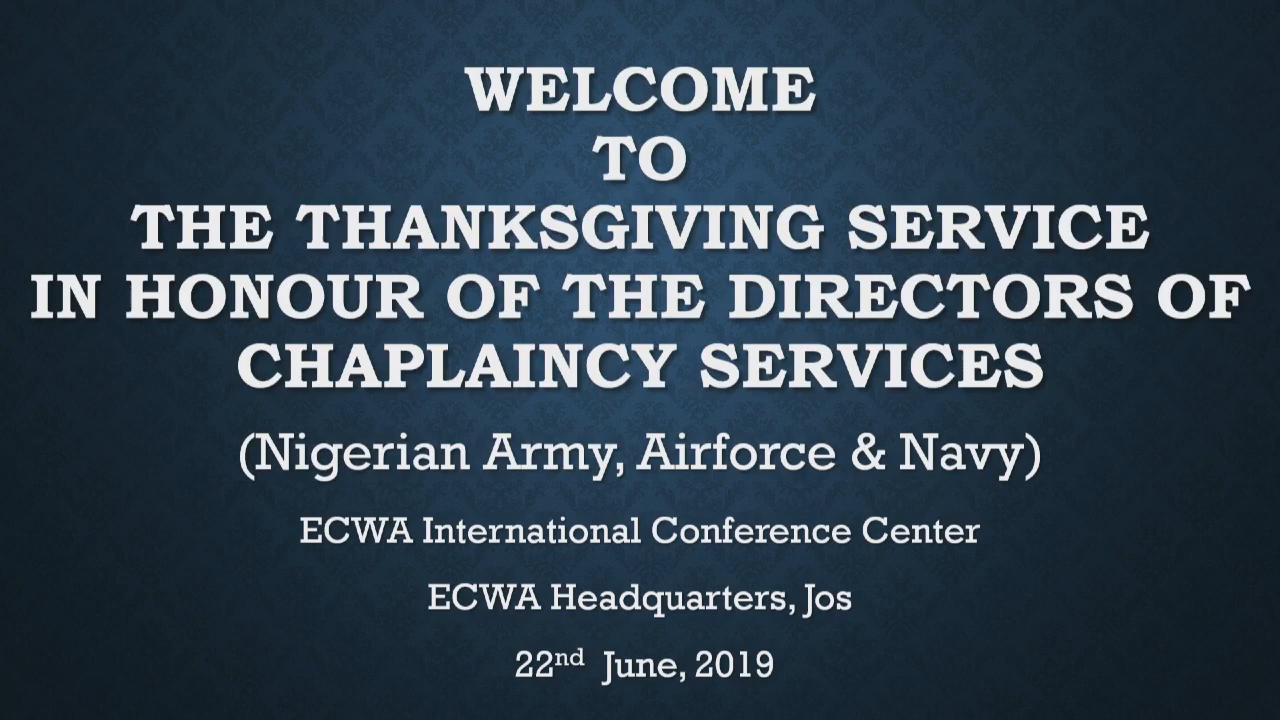 WELCOME
TO
THE THANKSGIVING SERVICE
IN HONOUR OF THE DIRECTORS OF
CHAPLAINCY SERVICES
(Nigerian Army, Airforce & Navy)
ECWA International Conference Center
ECWA Headquarters, Jos
22nd June, 2019